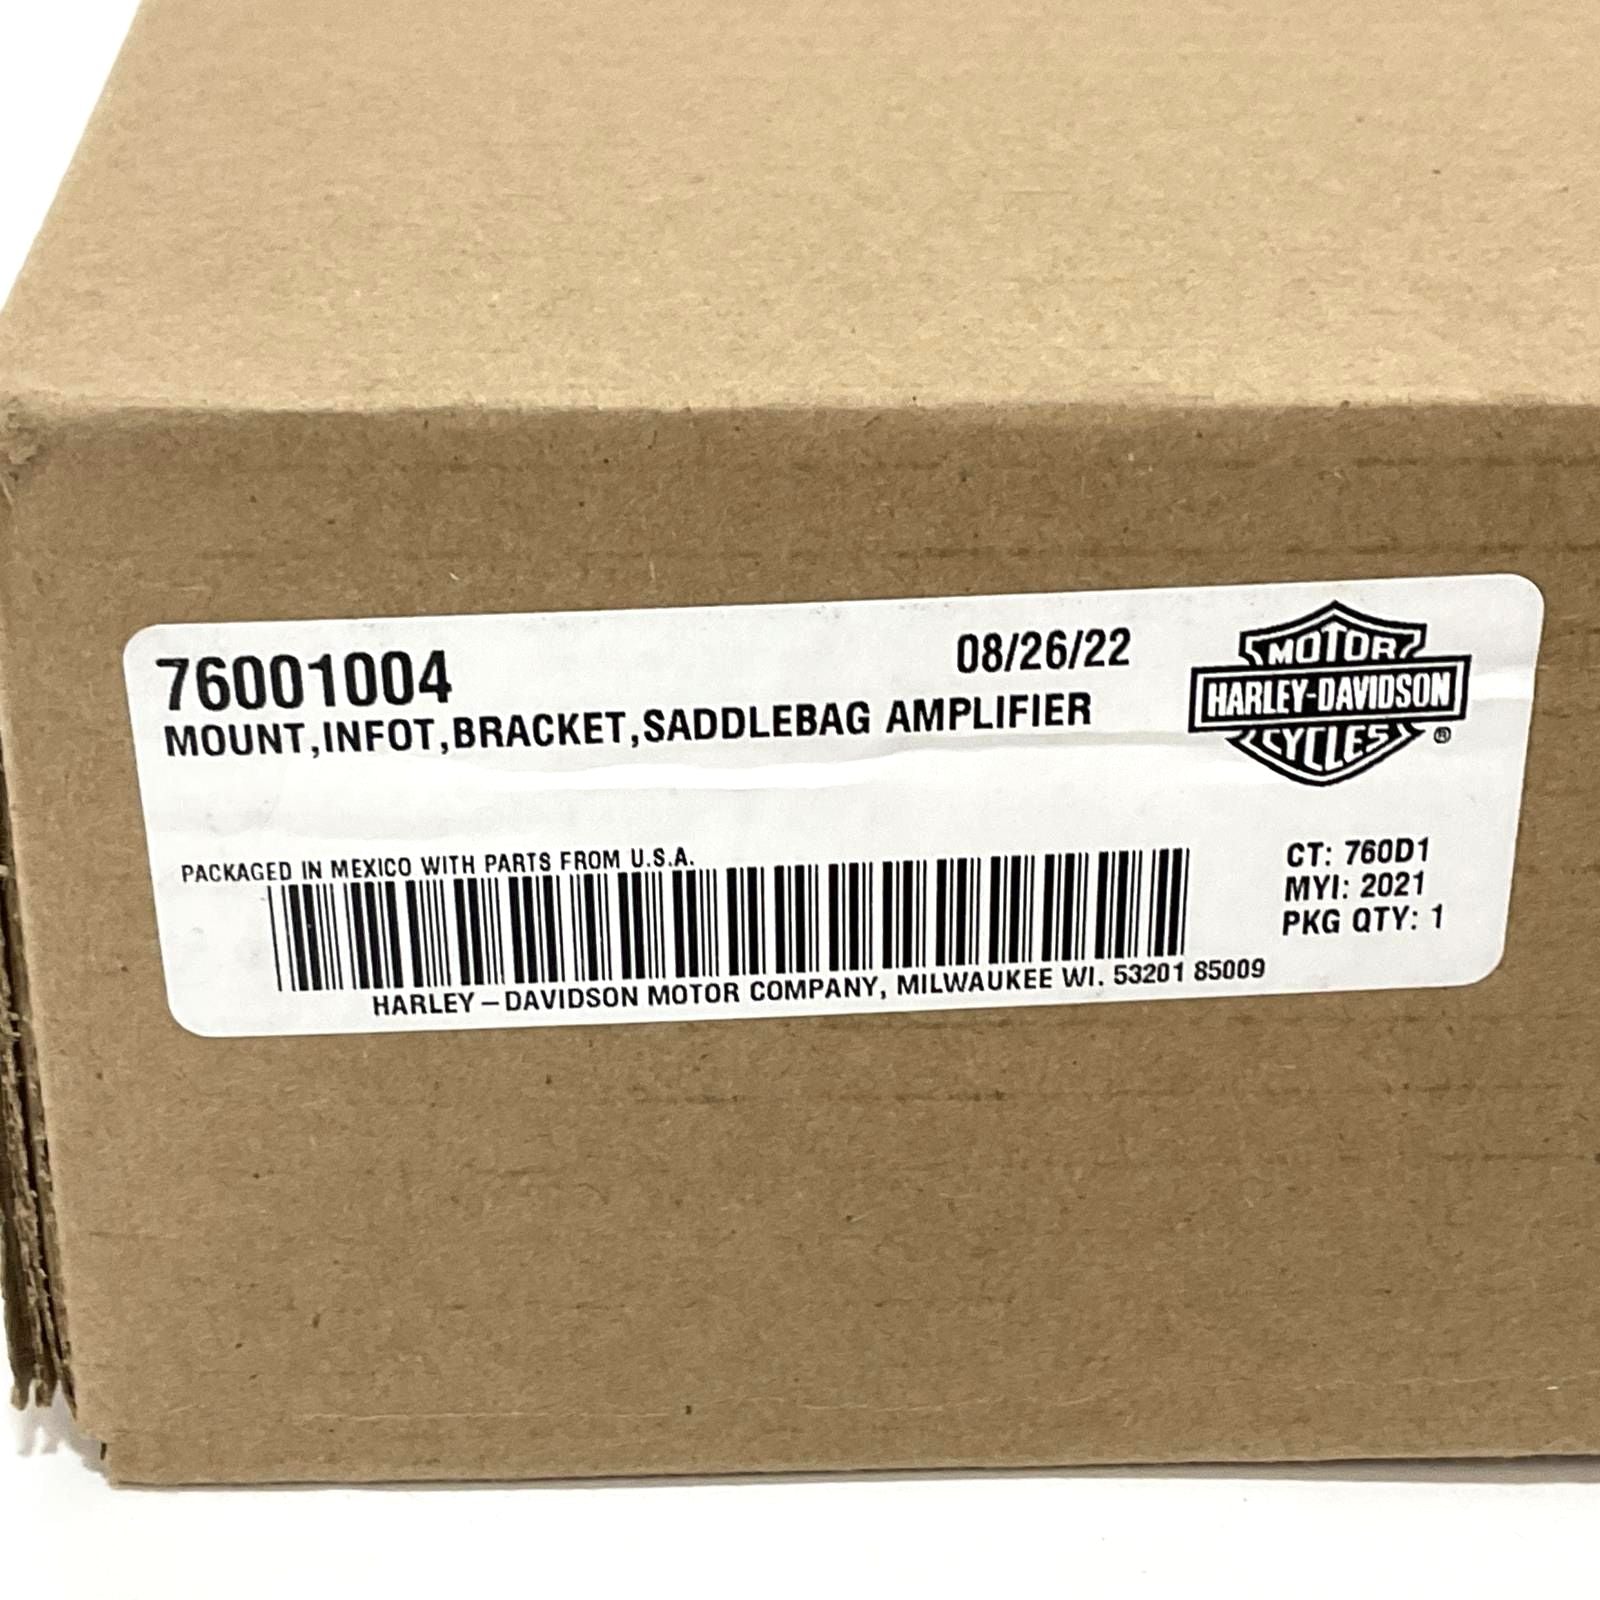 76001004
08/26/22
MOUNT,INFOT,BRACKET,SADDLEBAG AMPLIFIER
MOTOR
HARLEY-DAVIDSON
CYCLES
®
PACKAGED IN MEXICO WITH PARTS FROM U.S.A.
CT: 760D1
MYI: 2021
PKG QTY: 1
HARLEY – DAVIDSON MOTOR COMPANY, MILWAUKEE WI. 53201 85009